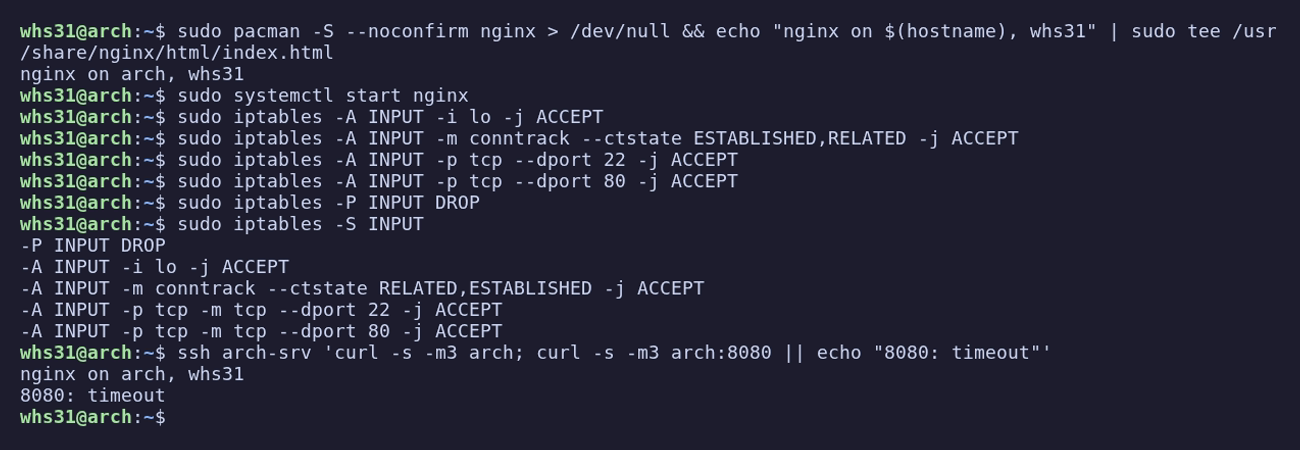 whs31@arch:~$ sudo pacman -S --noconfirm nginx > /dev/null && echo "nginx on $(hostname), whs31" | sudo tee /usr
/share/nginx/html/index.html
nginx on arch, whs31
whs31@arch:~$ sudo systemctl start nginx
whs31@arch:~$ sudo iptables -A INPUT -i lo -j ACCEPT
whs31@arch:~$ sudo iptables -A INPUT -m conntrack --ctstate ESTABLISHED,RELATED -j ACCEPT
whs31@arch:~$ sudo iptables -A INPUT -p tcp --dport 22 -j ACCEPT
whs31@arch:~$ sudo iptables -A INPUT -p tcp --dport 80 -j ACCEPT
whs31@arch:~$ sudo iptables -P INPUT DROP
whs31@arch:~$ sudo iptables -S INPUT
-P INPUT DROP
-A INPUT -i lo -j ACCEPT
-A INPUT -m conntrack --ctstate RELATED,ESTABLISHED -j ACCEPT
-A INPUT -p tcp -m tcp --dport 22 -j ACCEPT
-A INPUT -p tcp -m tcp --dport 80 -j ACCEPT
whs31@arch:~$ ssh arch-srv 'curl -s -m3 arch; curl -s -m3 arch:8080 || echo "8080: timeout"'
nginx on arch, whs31
8080: timeout
whs31@arch:~$